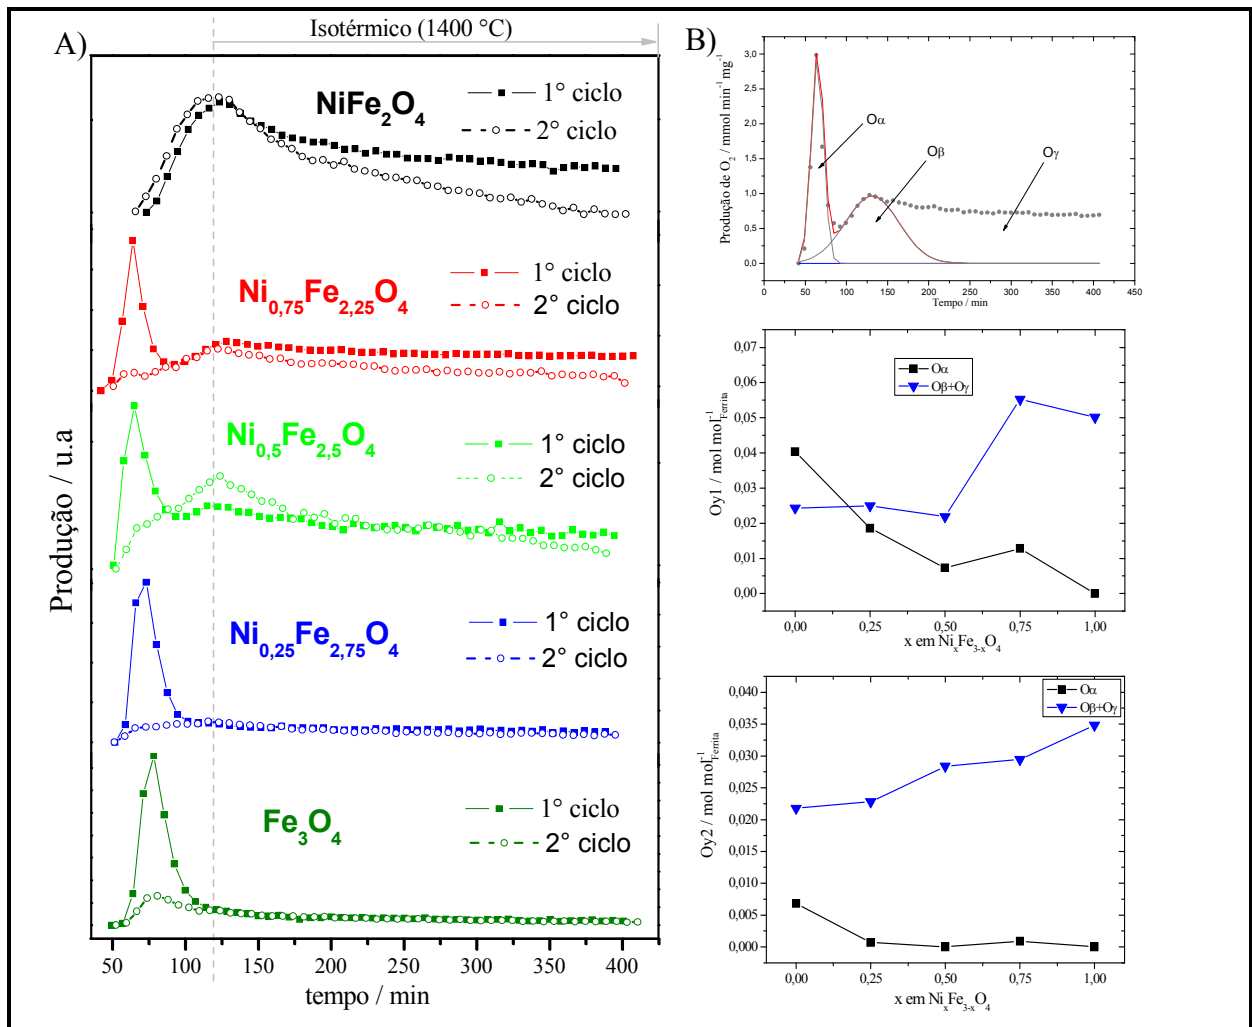 A)
Isotérmico (1400 °C)
NiFe2O4
1° ciclo
2° ciclo
Ni0,75Fe2,25O4
1° ciclo
2° ciclo
Ni0,5Fe2,5O4
1° ciclo
2° ciclo
Ni0,25Fe2,75O4
1° ciclo
2° ciclo
Fe3O4
1° ciclo
2° ciclo
Produção / u.a
50 100 150 200 250 300 350 400
tempo / min
B)
Produção de O2 / mmol min-1 mg-1
3,0
2,5
2,0
1,5
1,0
0,5
0,0
Oα
Oβ
Oγ
0 50 100 150 200 250 300 350 400 450
Tempo / min
Oy1 / mol mol-1Ferrita
0,07
0,06
0,05
0,04
0,03
0,02
0,01
0,00
Oα
Oβ+Oγ
0,00 0,25 0,50 0,75 1,00
x em NixFe3-xO4
Oy2 / mol mol-1Ferrita
0,040
0,035
0,030
0,025
0,020
0,015
0,010
0,005
0,000
Oα
Oβ+Oγ
0,00 0,25 0,50 0,75 1,00
x em NixFe3-xO4